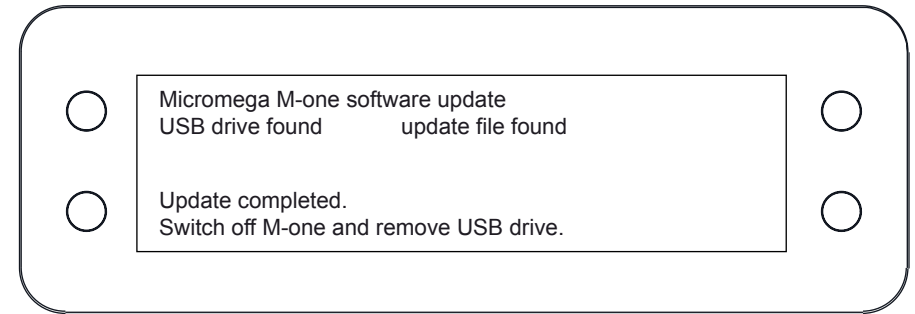 Micromega M-one software update
USB drive found update file found
Update completed.
Switch off M-one and remove USB drive.